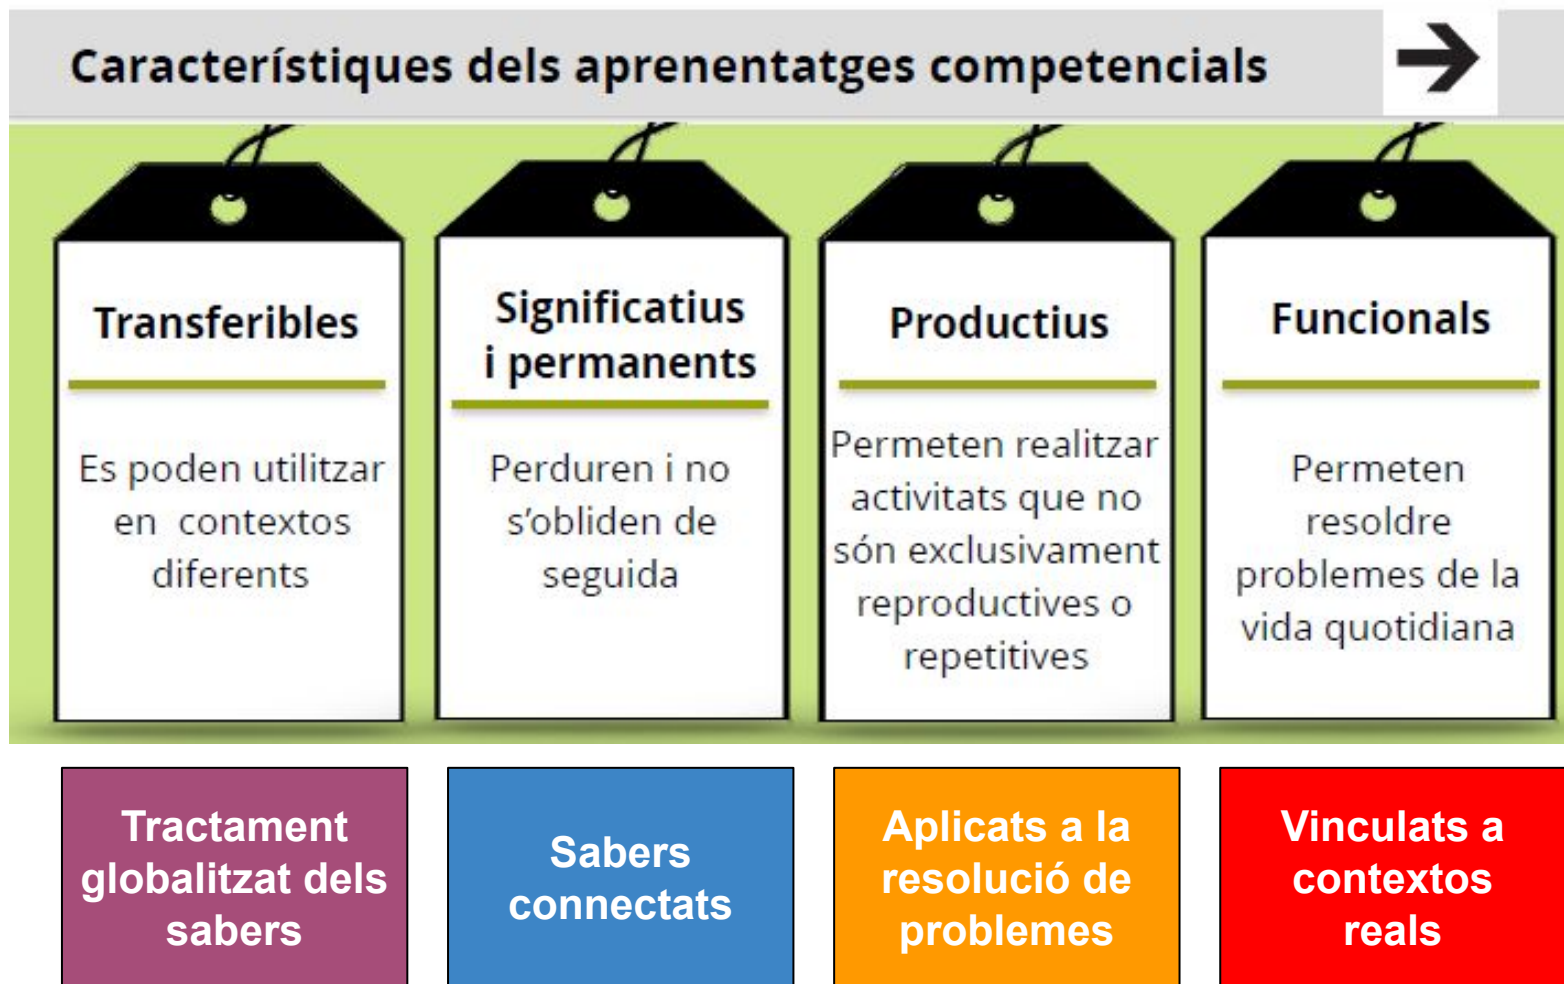 Característiques dels aprenentatges competencials
Transferibles
Es poden utilitzar
en contextos
diferents
Significatius
i permanents
Perduren i no
s’obliden de
seguida
Productius
Permeten realitzar
activitats que no
són exclusivament
reproductives o
repetitives
Funcionals
Permeten
resoldre
problemes de la
vida quotidiana
Tractament
globalitzat dels
sabers
Sabers
connectats
Aplicats a la
resolució de
problemes
Vinculats a
contextos
reals